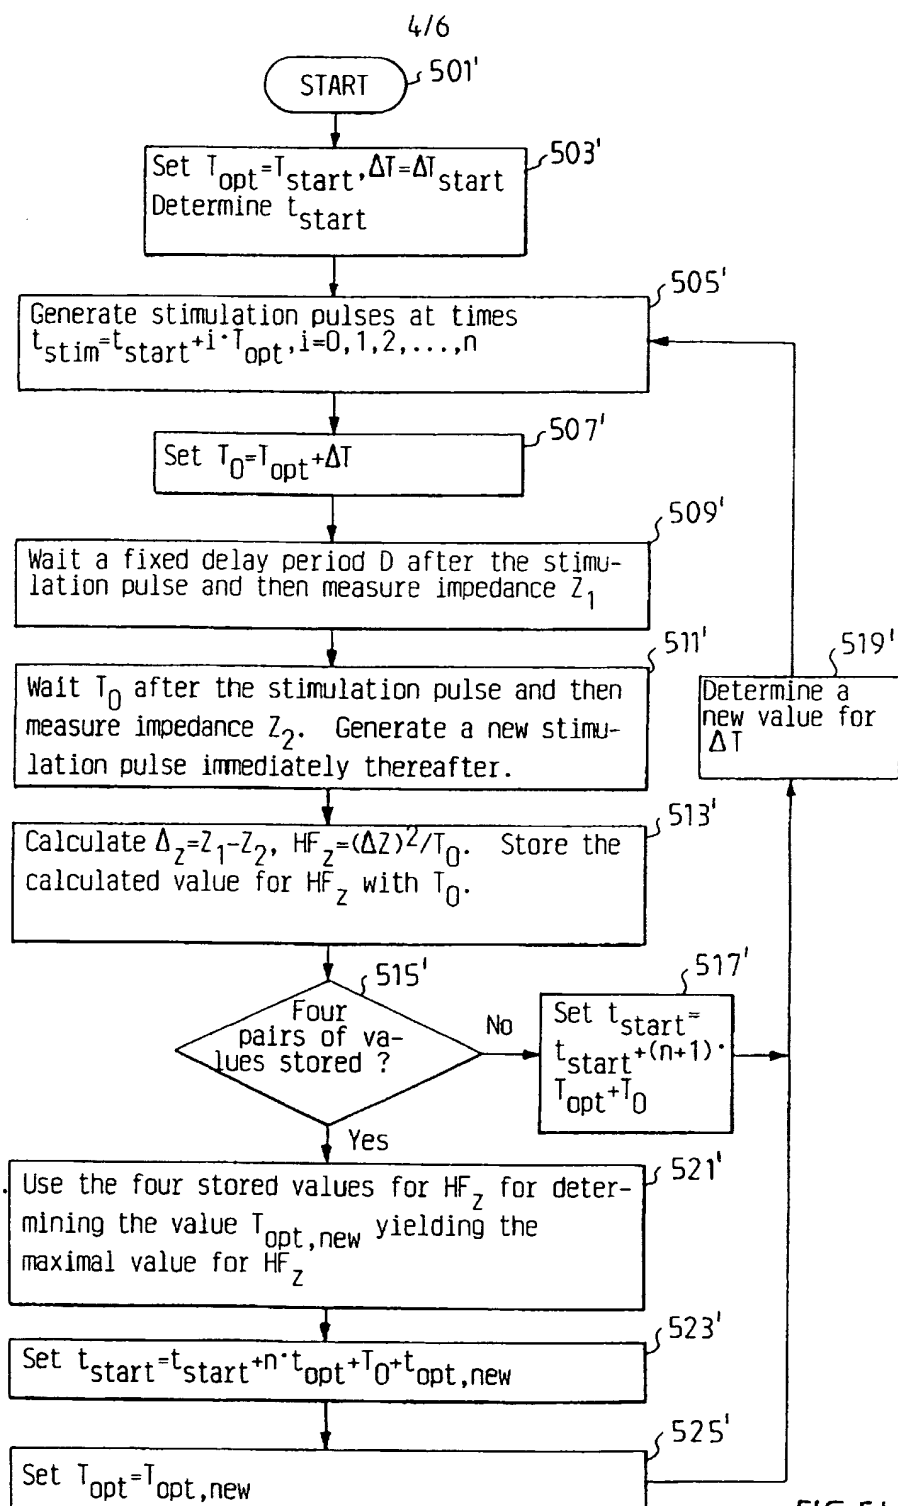 4/6
START
501'
Set T_opt=T_start, ΔT=ΔT_start
Determine t_start
503'
Generate stimulation pulses at times
t_stim=t_start+i·T_opt, i=0,1,2,...,n
505'
Set T_0=T_opt+ΔT
507'
Wait a fixed delay period D after the stimu-
lation pulse and then measure impedance Z_1
509'
Wait T_0 after the stimulation pulse and then
measure impedance Z_2. Generate a new stimu-
lation pulse immediately thereafter.
511'
Determine a
new value for
ΔT
519'
Calculate Δ_z=Z_1-Z_2, HF_z=(ΔZ)²/T_0. Store the
calculated value for HF_z with T_0.
513'
Four
pairs of va-
lues stored ?
515'
No
Set t_start=
t_start+(n+1)·
T_opt+T_0
517'
Yes
Use the four stored values for HF_z for deter-
mining the value T_opt,new yielding the
maximal value for HF_z
521'
Set t_start=t_start+n·t_opt+T_0+t_opt,new
523'
Set T_opt=T_opt,new
525'